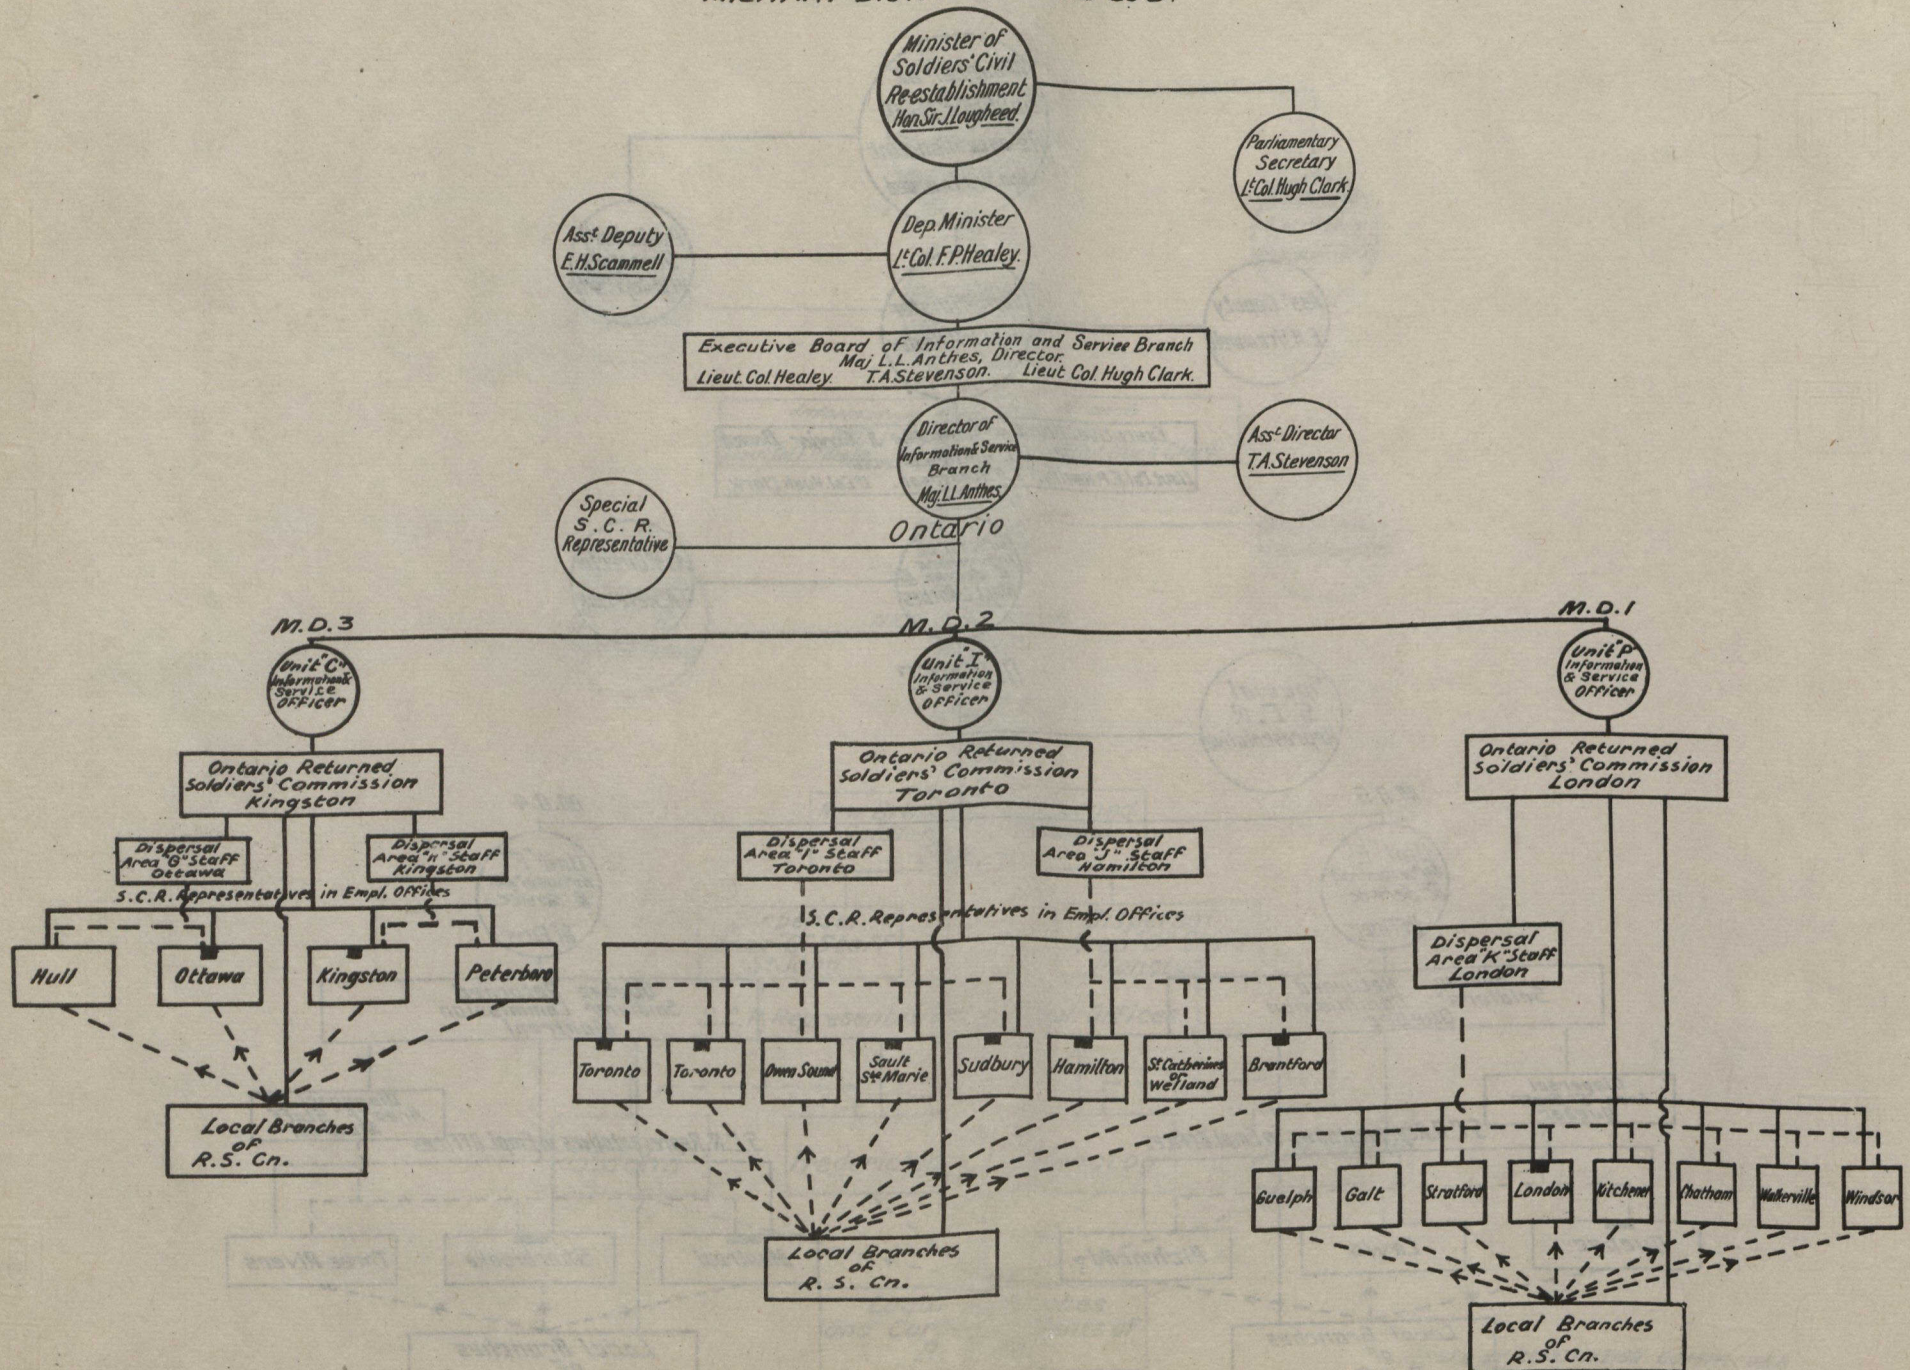 Minister of
Soldiers' Civil
Re-establishment
Hon. Sir J. Lougheed.
Parliamentary
Secretary
Lt Col. Hugh Clark.
Dep. Minister
Lt Col. F.P. Healey.
Asst Deputy
E.H. Scammell
Executive Board of Information and Service Branch
Maj L.L. Anthes, Director.
Lieut. Col. Healey. T.A. Stevenson. Lieut Col. Hugh Clark.
Director of
Information & Service
Branch
Maj. L.L. Anthes.
Asst Director
T.A. Stevenson
Special
S.C.R.
Representative
Ontario
M.D.3
M.D.2
M.D.1
Unit "C"
Information &
Service
Officer
Unit "I"
Information
& Service
Officer
Unit "P"
Information
& Service
Officer
Ontario Returned
Soldiers' Commission
Kingston
Ontario Returned
Soldiers' Commission
Toronto
Ontario Returned
Soldiers' Commission
London
Dispersal
Area "G" Staff
Ottawa
Dispersal
Area "H" Staff
Kingston
Dispersal
Area "I" Staff
Toronto
Dispersal
Area "J" Staff
Hamilton
Dispersal
Area "K" Staff
London
S.C.R. Representatives in Empl. Offices
Hull
Ottawa
Kingston
Peterboro
Local Branches
of
R.S. Cn.
S.C.R. Representatives in Empl. Offices
Toronto
Toronto
Owen Sound
Sault
Ste Marie
Sudbury
Hamilton
St Catherines
or
Welland
Brantford
Local Branches
of
R. S. Cn.
Guelph
Galt
Stratford
London
Kitchener
Chatham
Walkerville
Windsor
Local Branches
of
R.S. Cn.